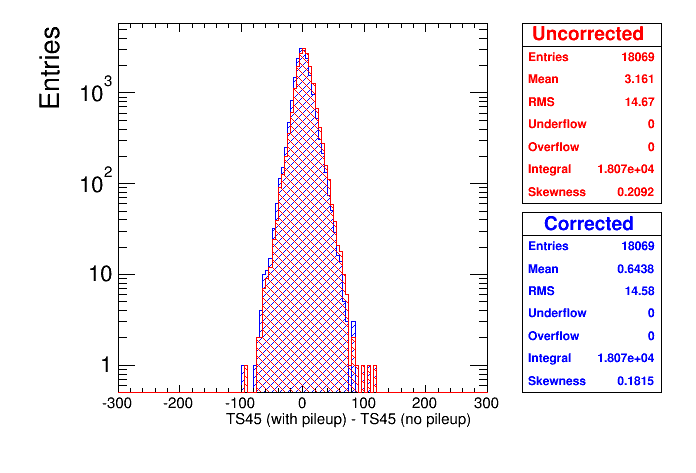 Entries
10³
10²
10
1
-300 -200 -100 0 100 200 300
TS45 (with pileup) - TS45 (no pileup)
Uncorrected
Entries 18069
Mean 3.161
RMS 14.67
Underflow 0
Overflow 0
Integral 1.807e+04
Skewness 0.2092
Corrected
Entries 18069
Mean 0.6438
RMS 14.58
Underflow 0
Overflow 0
Integral 1.807e+04
Skewness 0.1815